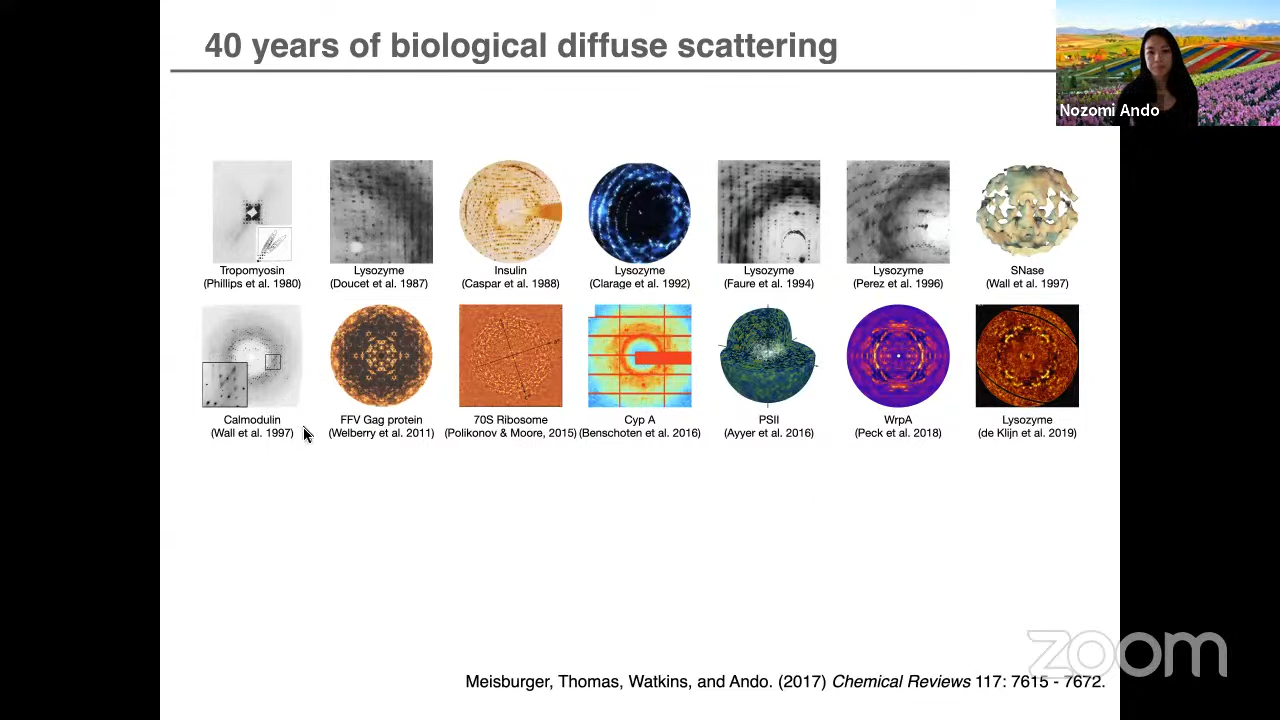 40 years of biological diffuse scattering
Nozomi Ando
Tropomyosin
(Phillips et al. 1980)
Lysozyme
(Doucet et al. 1987)
Insulin
(Caspar et al. 1988)
Lysozyme
(Clarage et al. 1992)
Lysozyme
(Faure et al. 1994)
Lysozyme
(Perez et al. 1996)
SNase
(Wall et al. 1997)
Calmodulin
(Wall et al. 1997)
FFV Gag protein
(Welberry et al. 2011)
70S Ribosome
(Polikonov & Moore, 2015)
Cyp A
(Benschoten et al. 2016)
PSII
(Ayyer et al. 2016)
WrpA
(Peck et al. 2018)
Lysozyme
(de Klijn et al. 2019)
zoom
Meisburger, Thomas, Watkins, and Ando. (2017) Chemical Reviews 117: 7615 - 7672.